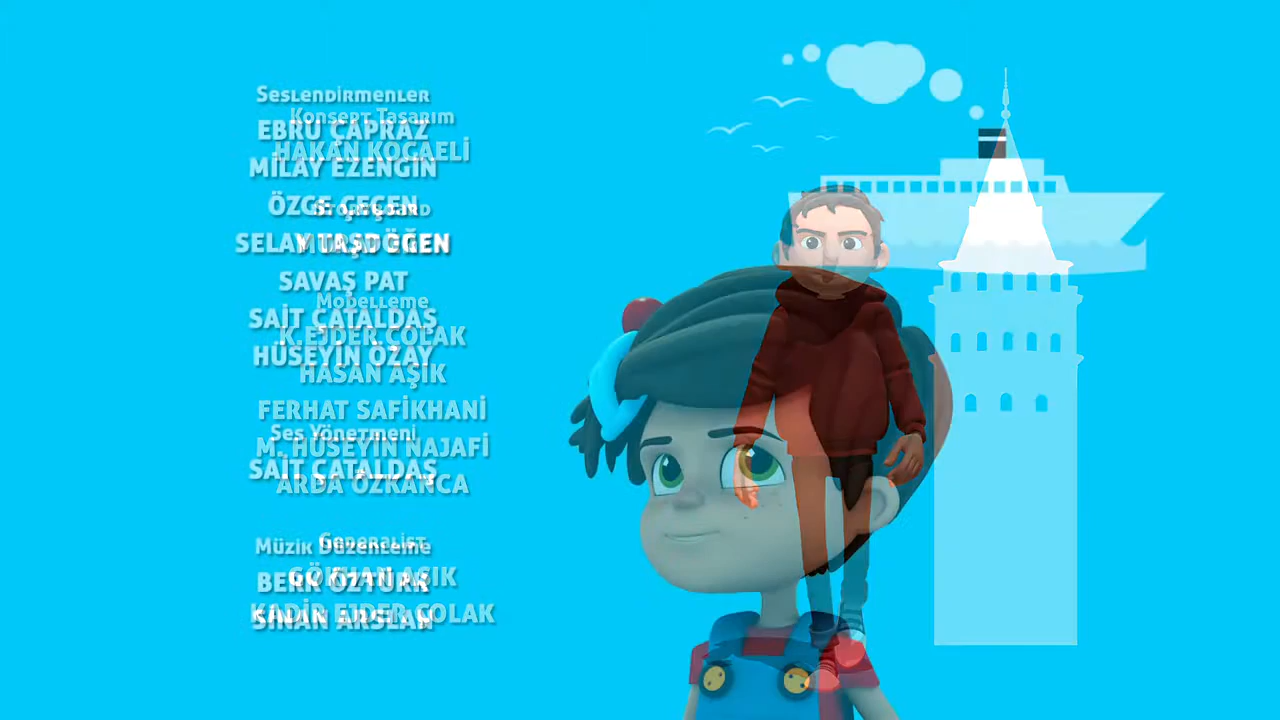 Seslendirmenler
Konsept Tasarım
EBRU ÇAPRAZ
HAKAN KOCAELİ
MİLAY EZENGİN
ÖZGE GEÇEN
SAVAŞ PAT
Modelleme
SAİT ÇATALDAŞ
K.EJDER ÇOLAK
HÜSEYİN ÖZAY
HASAN AŞIK
FERHAT SAFİKHANİ
Ses Yönetmeni
M. HÜSEYİN NAJAFİ
SAİT ÇATALDAŞ
ARDA ÖZKANCA
Generalist
Müzik Düzenleme
GÖKHAN AŞIK
BERK ÖZTÜRK
KADİR EJDER ÇOLAK
SİNAN ARSLAN